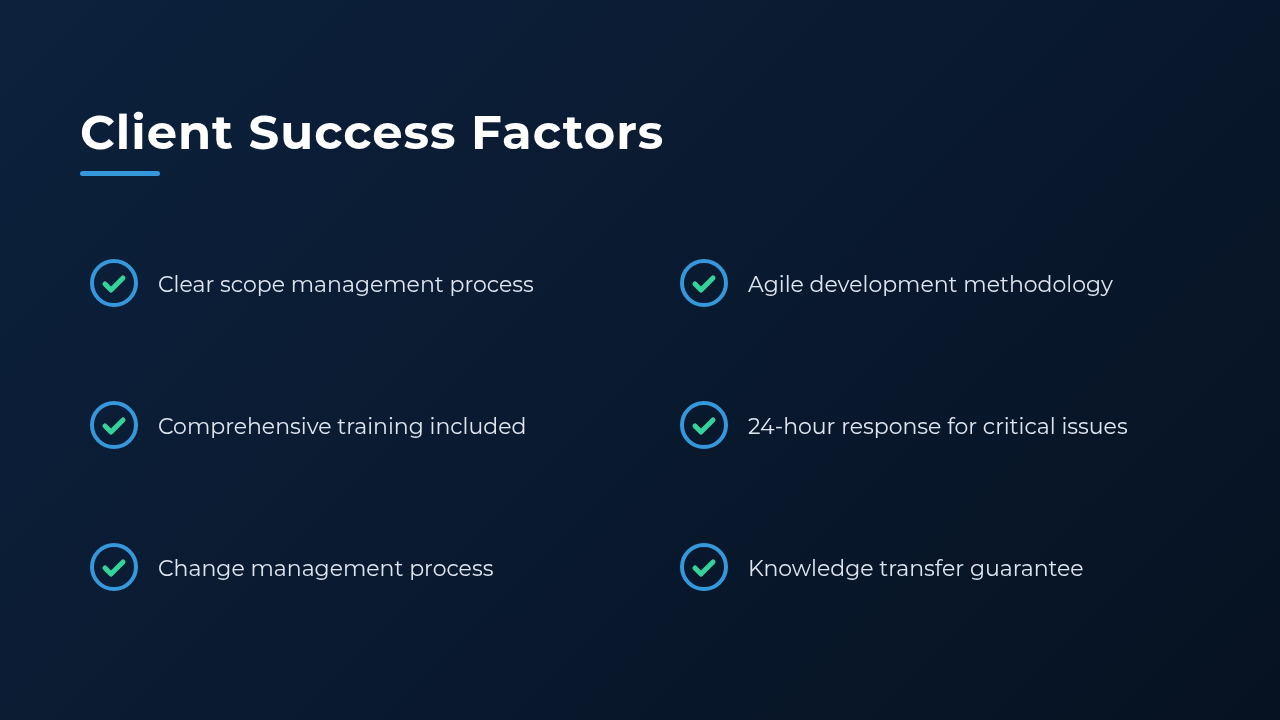 Client Success Factors
Clear scope management process
Agile development methodology
Comprehensive training included
24-hour response for critical issues
Change management process
Knowledge transfer guarantee